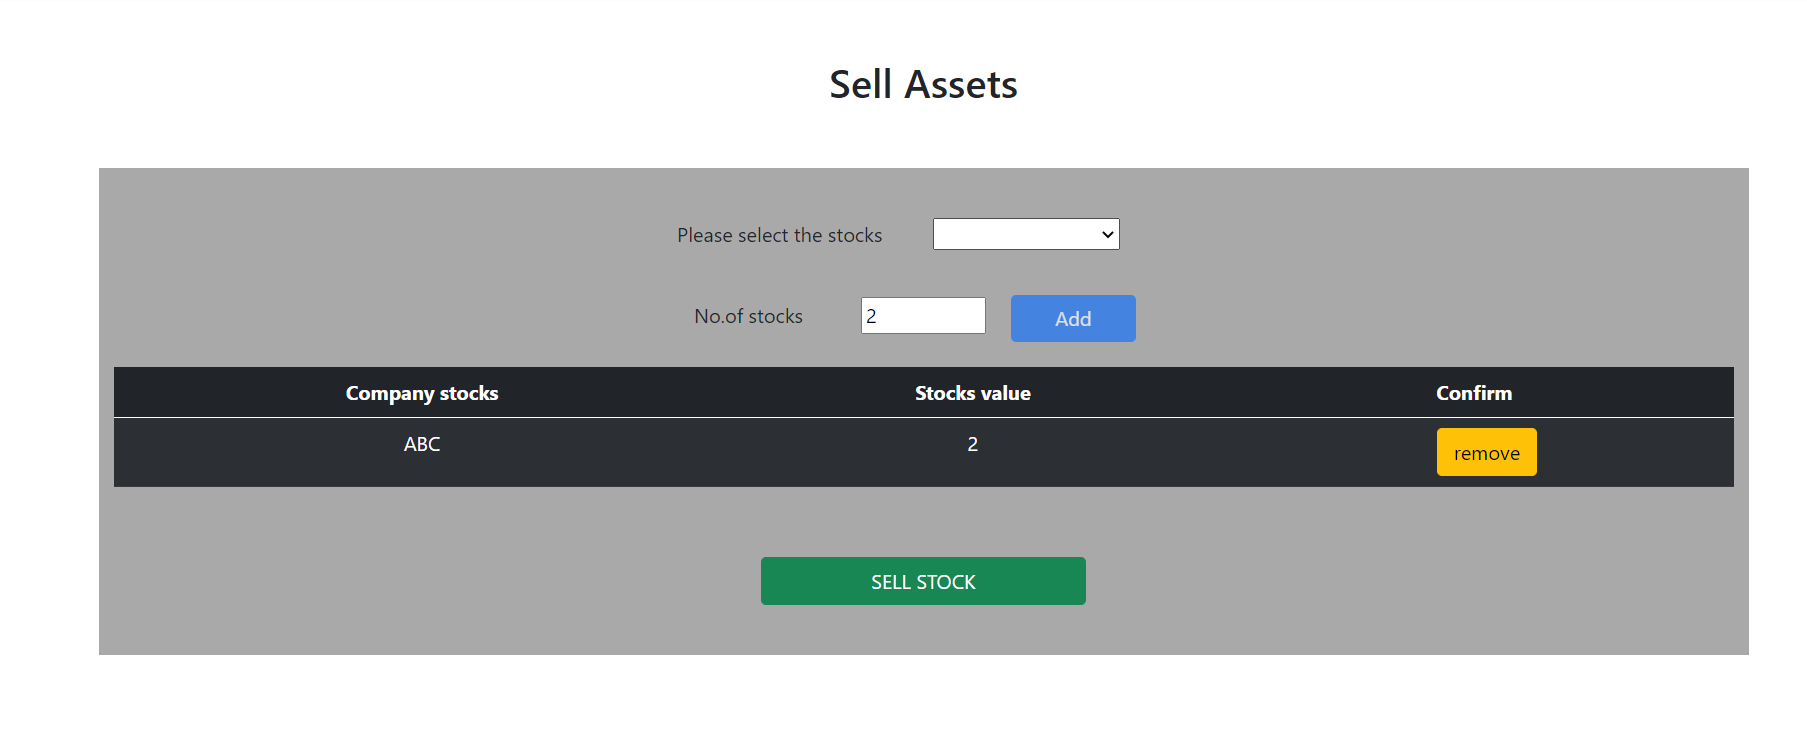 Sell Assets
Please select the stocks
No.of stocks 2 Add
Company stocks Stocks value Confirm
ABC 2 remove
SELL STOCK